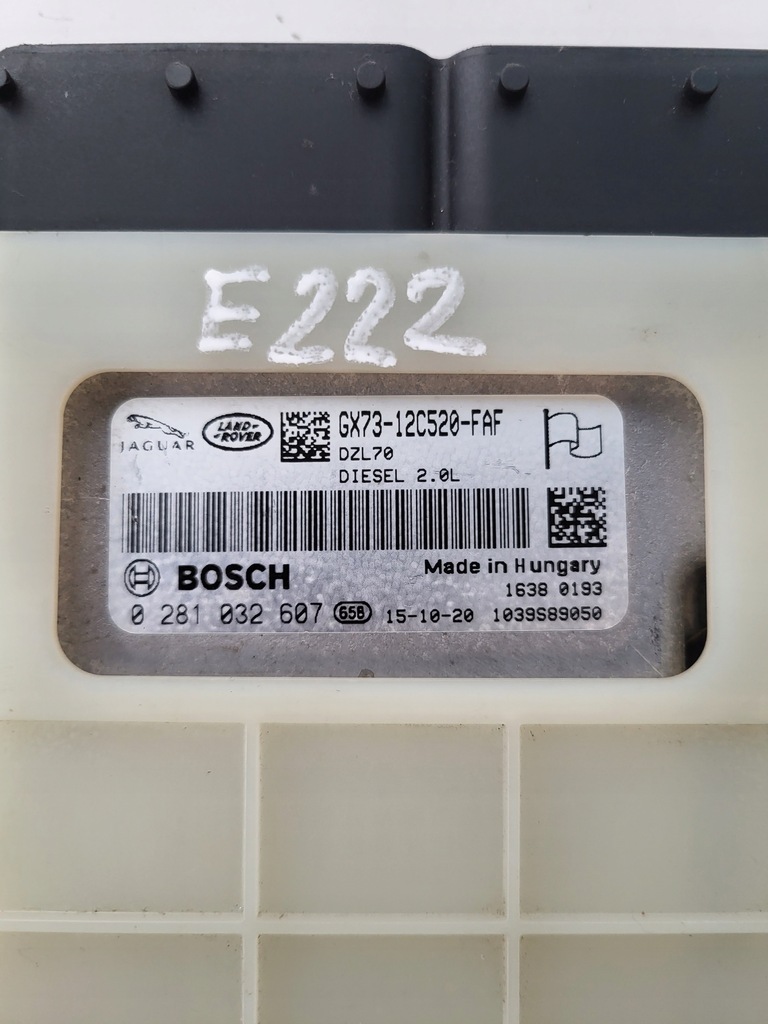 E222
JAGUAR
LAND-
-ROVER
GX73-12C520-FAF
DZL70
DIESEL 2.0L
BOSCH
Made in Hungary
1638 0193
0 281 032 607 65B 15-10-20 1039S89050